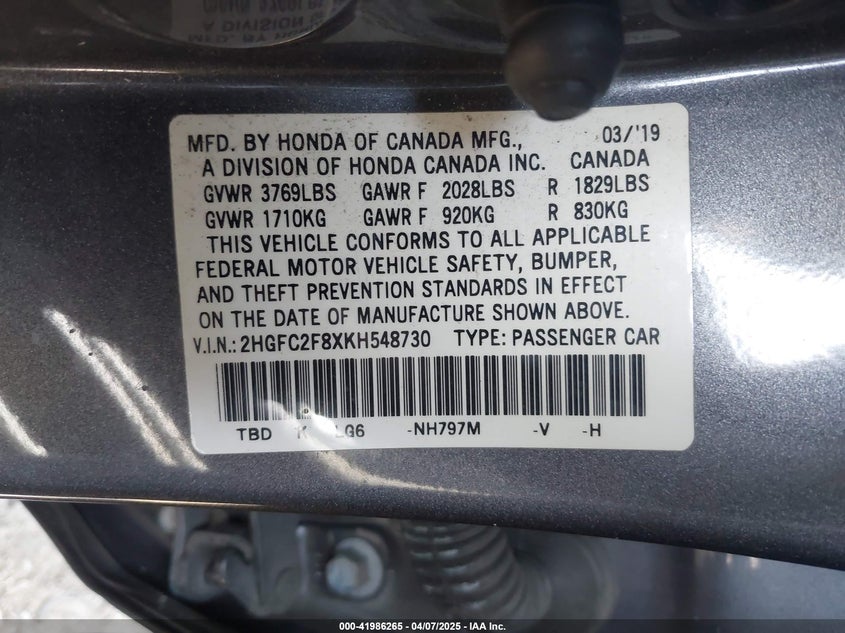 MFD. BY HONDA OF CANADA MFG., 03/'19
A DIVISION OF HONDA CANADA INC. CANADA
GVWR 3769LBS GAWR F 2028LBS R 1829LBS
GVWR 1710KG GAWR F 920KG R 830KG
THIS VEHICLE CONFORMS TO ALL APPLICABLE
FEDERAL MOTOR VEHICLE SAFETY, BUMPER,
AND THEFT PREVENTION STANDARDS IN EFFECT
ON THE DATE OF MANUFACTURE SHOWN ABOVE.
V.I.N.: 2HGFC2F8XKH548730 TYPE: PASSENGER CAR
TBD K LG6 -NH797M -V -H
000-41986265 04/07/2025 IAA Inc.